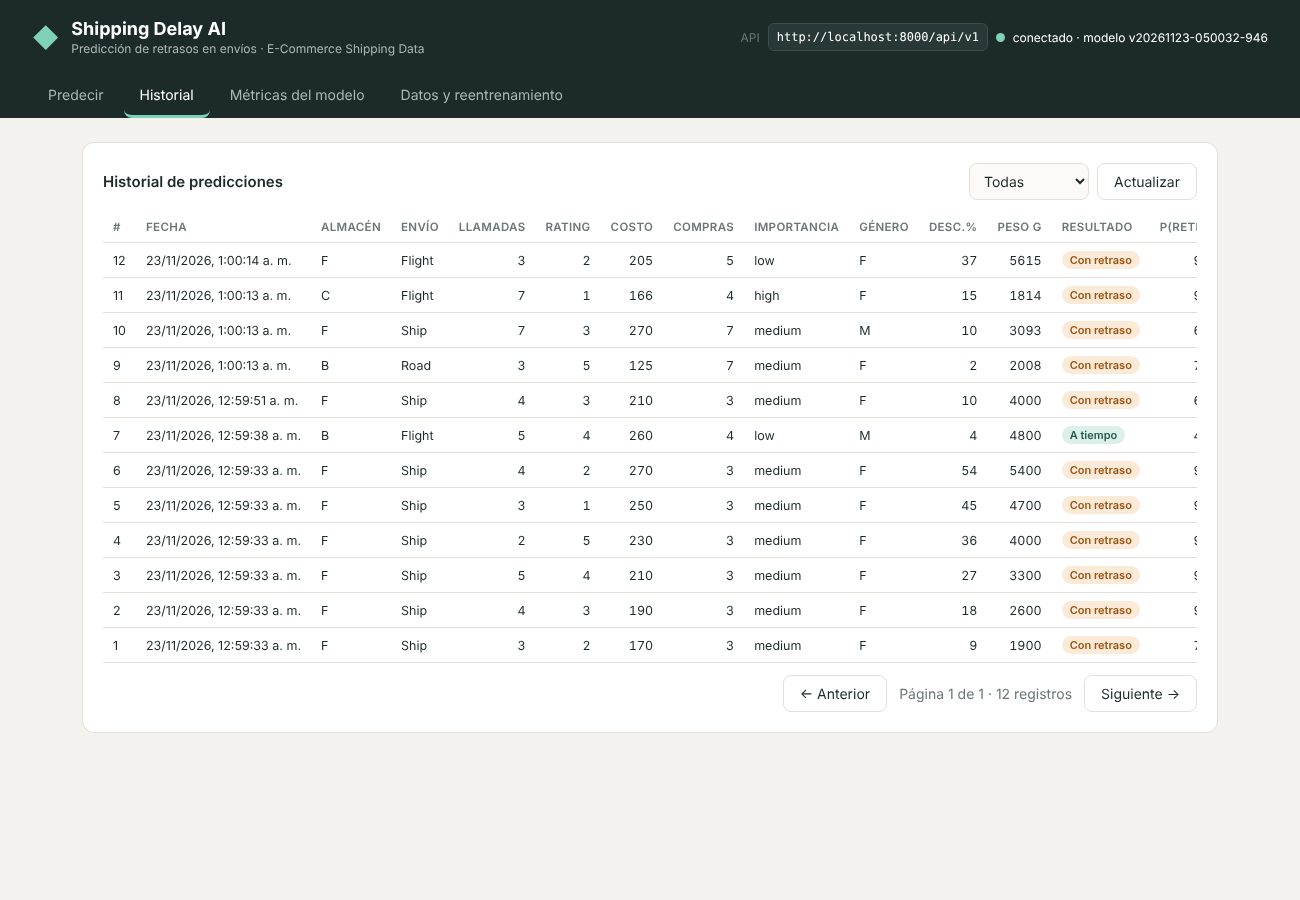 Shipping Delay AI
Predicción de retrasos en envíos · E-Commerce Shipping Data
API http://localhost:8000/api/v1 conectado · modelo v20261123-050032-946
Predecir Historial Métricas del modelo Datos y reentrenamiento
Historial de predicciones Todas Actualizar
# FECHA ALMACÉN ENVÍO LLAMADAS RATING COSTO COMPRAS IMPORTANCIA GÉNERO DESC.% PESO G RESULTADO
12 23/11/2026, 1:00:14 a. m. F Flight 3 2 205 5 low F 37 5615 Con retraso
11 23/11/2026, 1:00:13 a. m. C Flight 7 1 166 4 high F 15 1814 Con retraso
10 23/11/2026, 1:00:13 a. m. F Ship 7 3 270 7 medium M 10 3093 Con retraso
9 23/11/2026, 1:00:13 a. m. B Road 3 5 125 7 medium F 2 2008 Con retraso
8 23/11/2026, 12:59:51 a. m. F Ship 4 3 210 3 medium F 10 4000 Con retraso
7 23/11/2026, 12:59:38 a. m. B Flight 5 4 260 4 low M 4 4800 A tiempo
6 23/11/2026, 12:59:33 a. m. F Ship 4 2 270 3 medium F 54 5400 Con retraso
5 23/11/2026, 12:59:33 a. m. F Ship 3 1 250 3 medium F 45 4700 Con retraso
4 23/11/2026, 12:59:33 a. m. F Ship 2 5 230 3 medium F 36 4000 Con retraso
3 23/11/2026, 12:59:33 a. m. F Ship 5 4 210 3 medium F 27 3300 Con retraso
2 23/11/2026, 12:59:33 a. m. F Ship 4 3 190 3 medium F 18 2600 Con retraso
1 23/11/2026, 12:59:33 a. m. F Ship 3 2 170 3 medium F 9 1900 Con retraso
← Anterior Página 1 de 1 · 12 registros Siguiente →